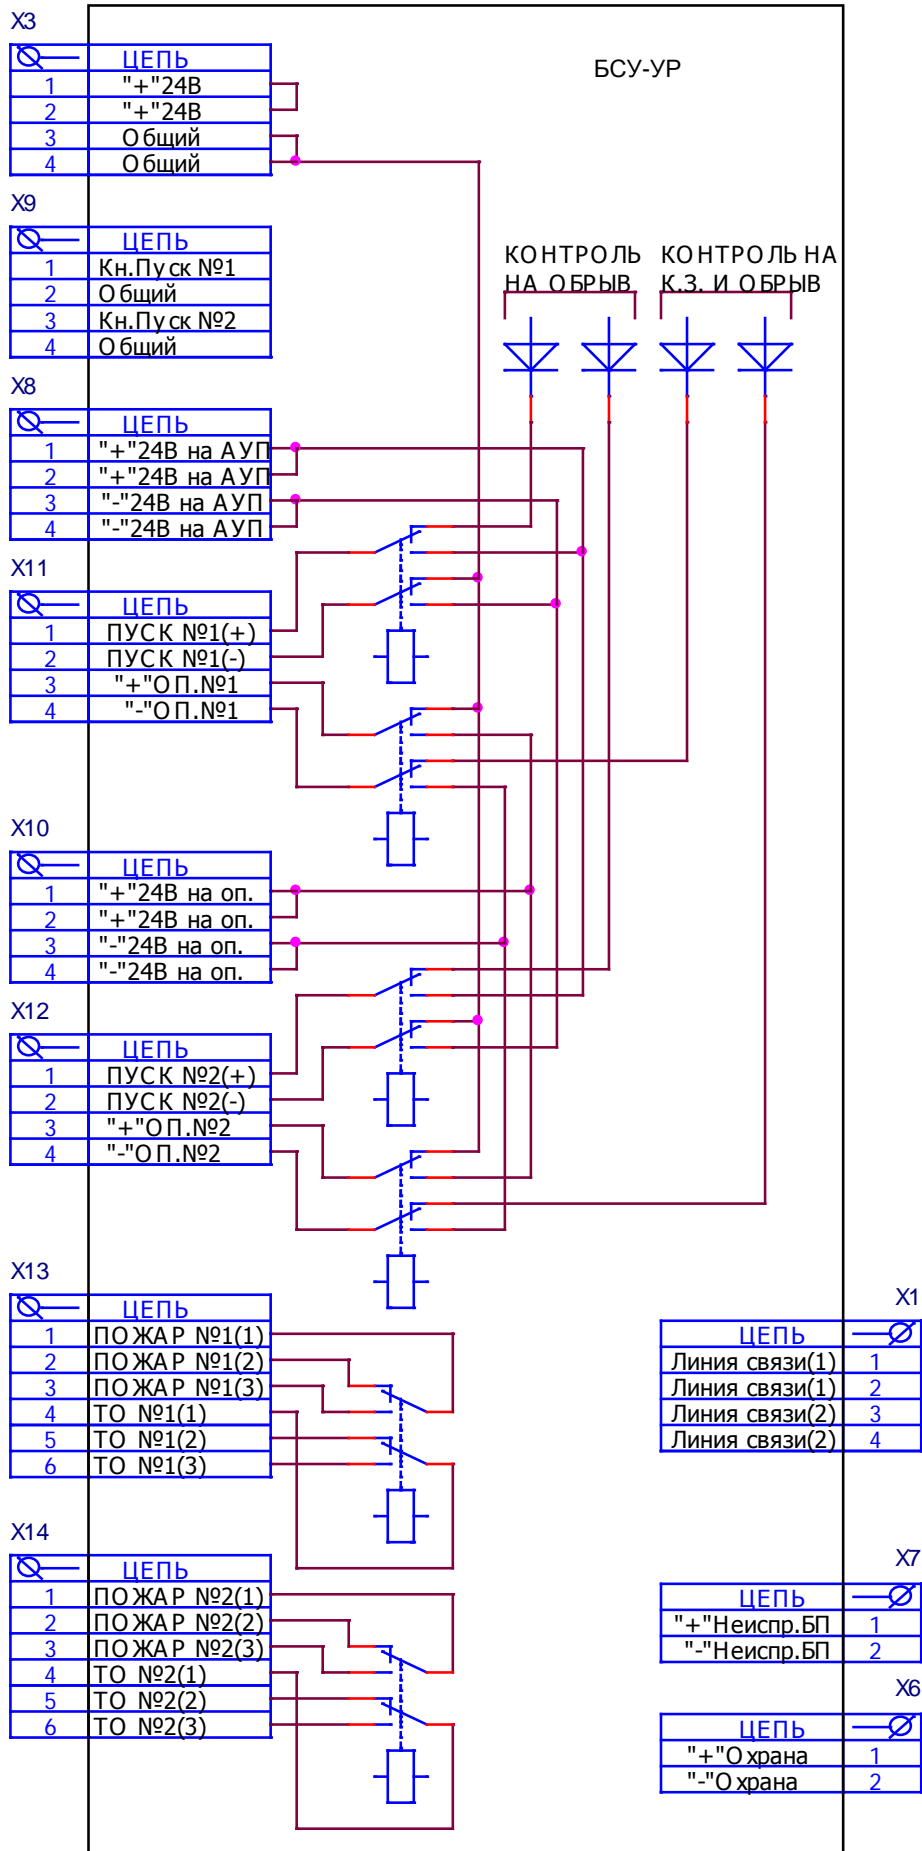 БСУ-УР
X3
ЦЕПЬ
1 "+"24В
2 "+"24В
3 Общий
4 Общий
X9
ЦЕПЬ
1 Кн.Пуск №1
2 Общий
3 Кн.Пуск №2
4 Общий
КОНТРОЛЬ
НА ОБРЫВ
КОНТРОЛЬ НА
К.З. И ОБРЫВ
X8
ЦЕПЬ
1 "+"24В на АУП
2 "+"24В на АУП
3 "-"24В на АУП
4 "-"24В на АУП
X11
ЦЕПЬ
1 ПУСК №1(+)
2 ПУСК №1(-)
3 "+"ОП.№1
4 "-"ОП.№1
X10
ЦЕПЬ
1 "+"24В на оп.
2 "+"24В на оп.
3 "-"24В на оп.
4 "-"24В на оп.
X12
ЦЕПЬ
1 ПУСК №2(+)
2 ПУСК №2(-)
3 "+"ОП.№2
4 "-"ОП.№2
X13
ЦЕПЬ
1 ПОЖАР №1(1)
2 ПОЖАР №1(2)
3 ПОЖАР №1(3)
4 ТО №1(1)
5 ТО №1(2)
6 ТО №1(3)
X1
ЦЕПЬ
Линия связи(1) 1
Линия связи(1) 2
Линия связи(2) 3
Линия связи(2) 4
X14
ЦЕПЬ
1 ПОЖАР №2(1)
2 ПОЖАР №2(2)
3 ПОЖАР №2(3)
4 ТО №2(1)
5 ТО №2(2)
6 ТО №2(3)
X7
ЦЕПЬ
"+"Неиспр.БП 1
"-"Неиспр.БП 2
X6
ЦЕПЬ
"+"Охрана 1
"-"Охрана 2